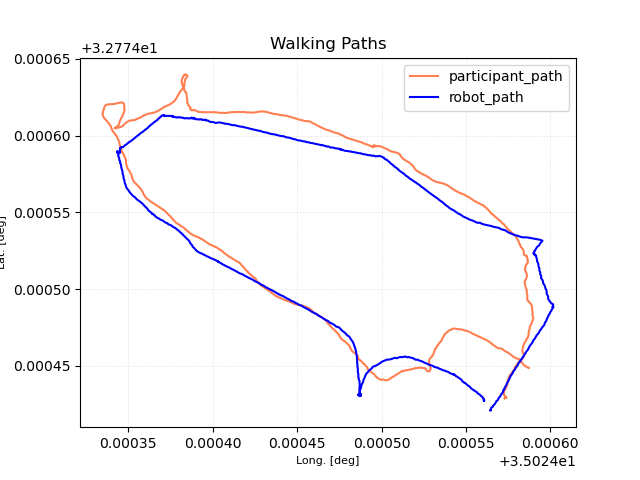 Walking Paths
+3.2774e1
participant_path
robot_path
0.00065
0.00060
0.00055
0.00050
0.00045
Lat. [deg]
0.00035 0.00040 0.00045 0.00050 0.00055 0.00060
Long. [deg]
+3.5024e1